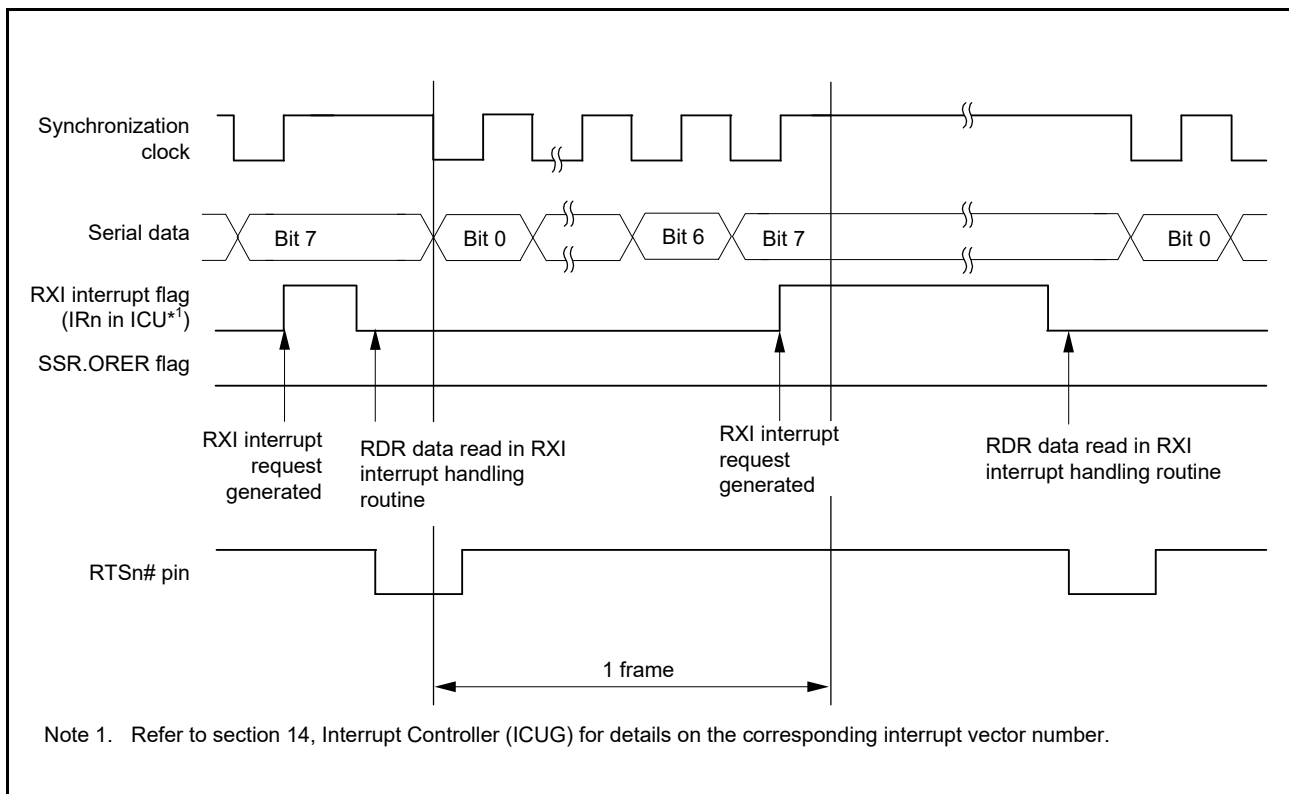 Synchronization
clock
Serial data
Bit 7
Bit 0
Bit 6
Bit 7
Bit 0
RXI interrupt flag
(IRn in ICU*1)
SSR.ORER flag
RXI interrupt
request
generated
RDR data read in RXI
interrupt handling
routine
RXI interrupt
request
generated
RDR data read in RXI
interrupt handling routine
RTSn# pin
1 frame
Note 1. Refer to section 14, Interrupt Controller (ICUG) for details on the corresponding interrupt vector number.